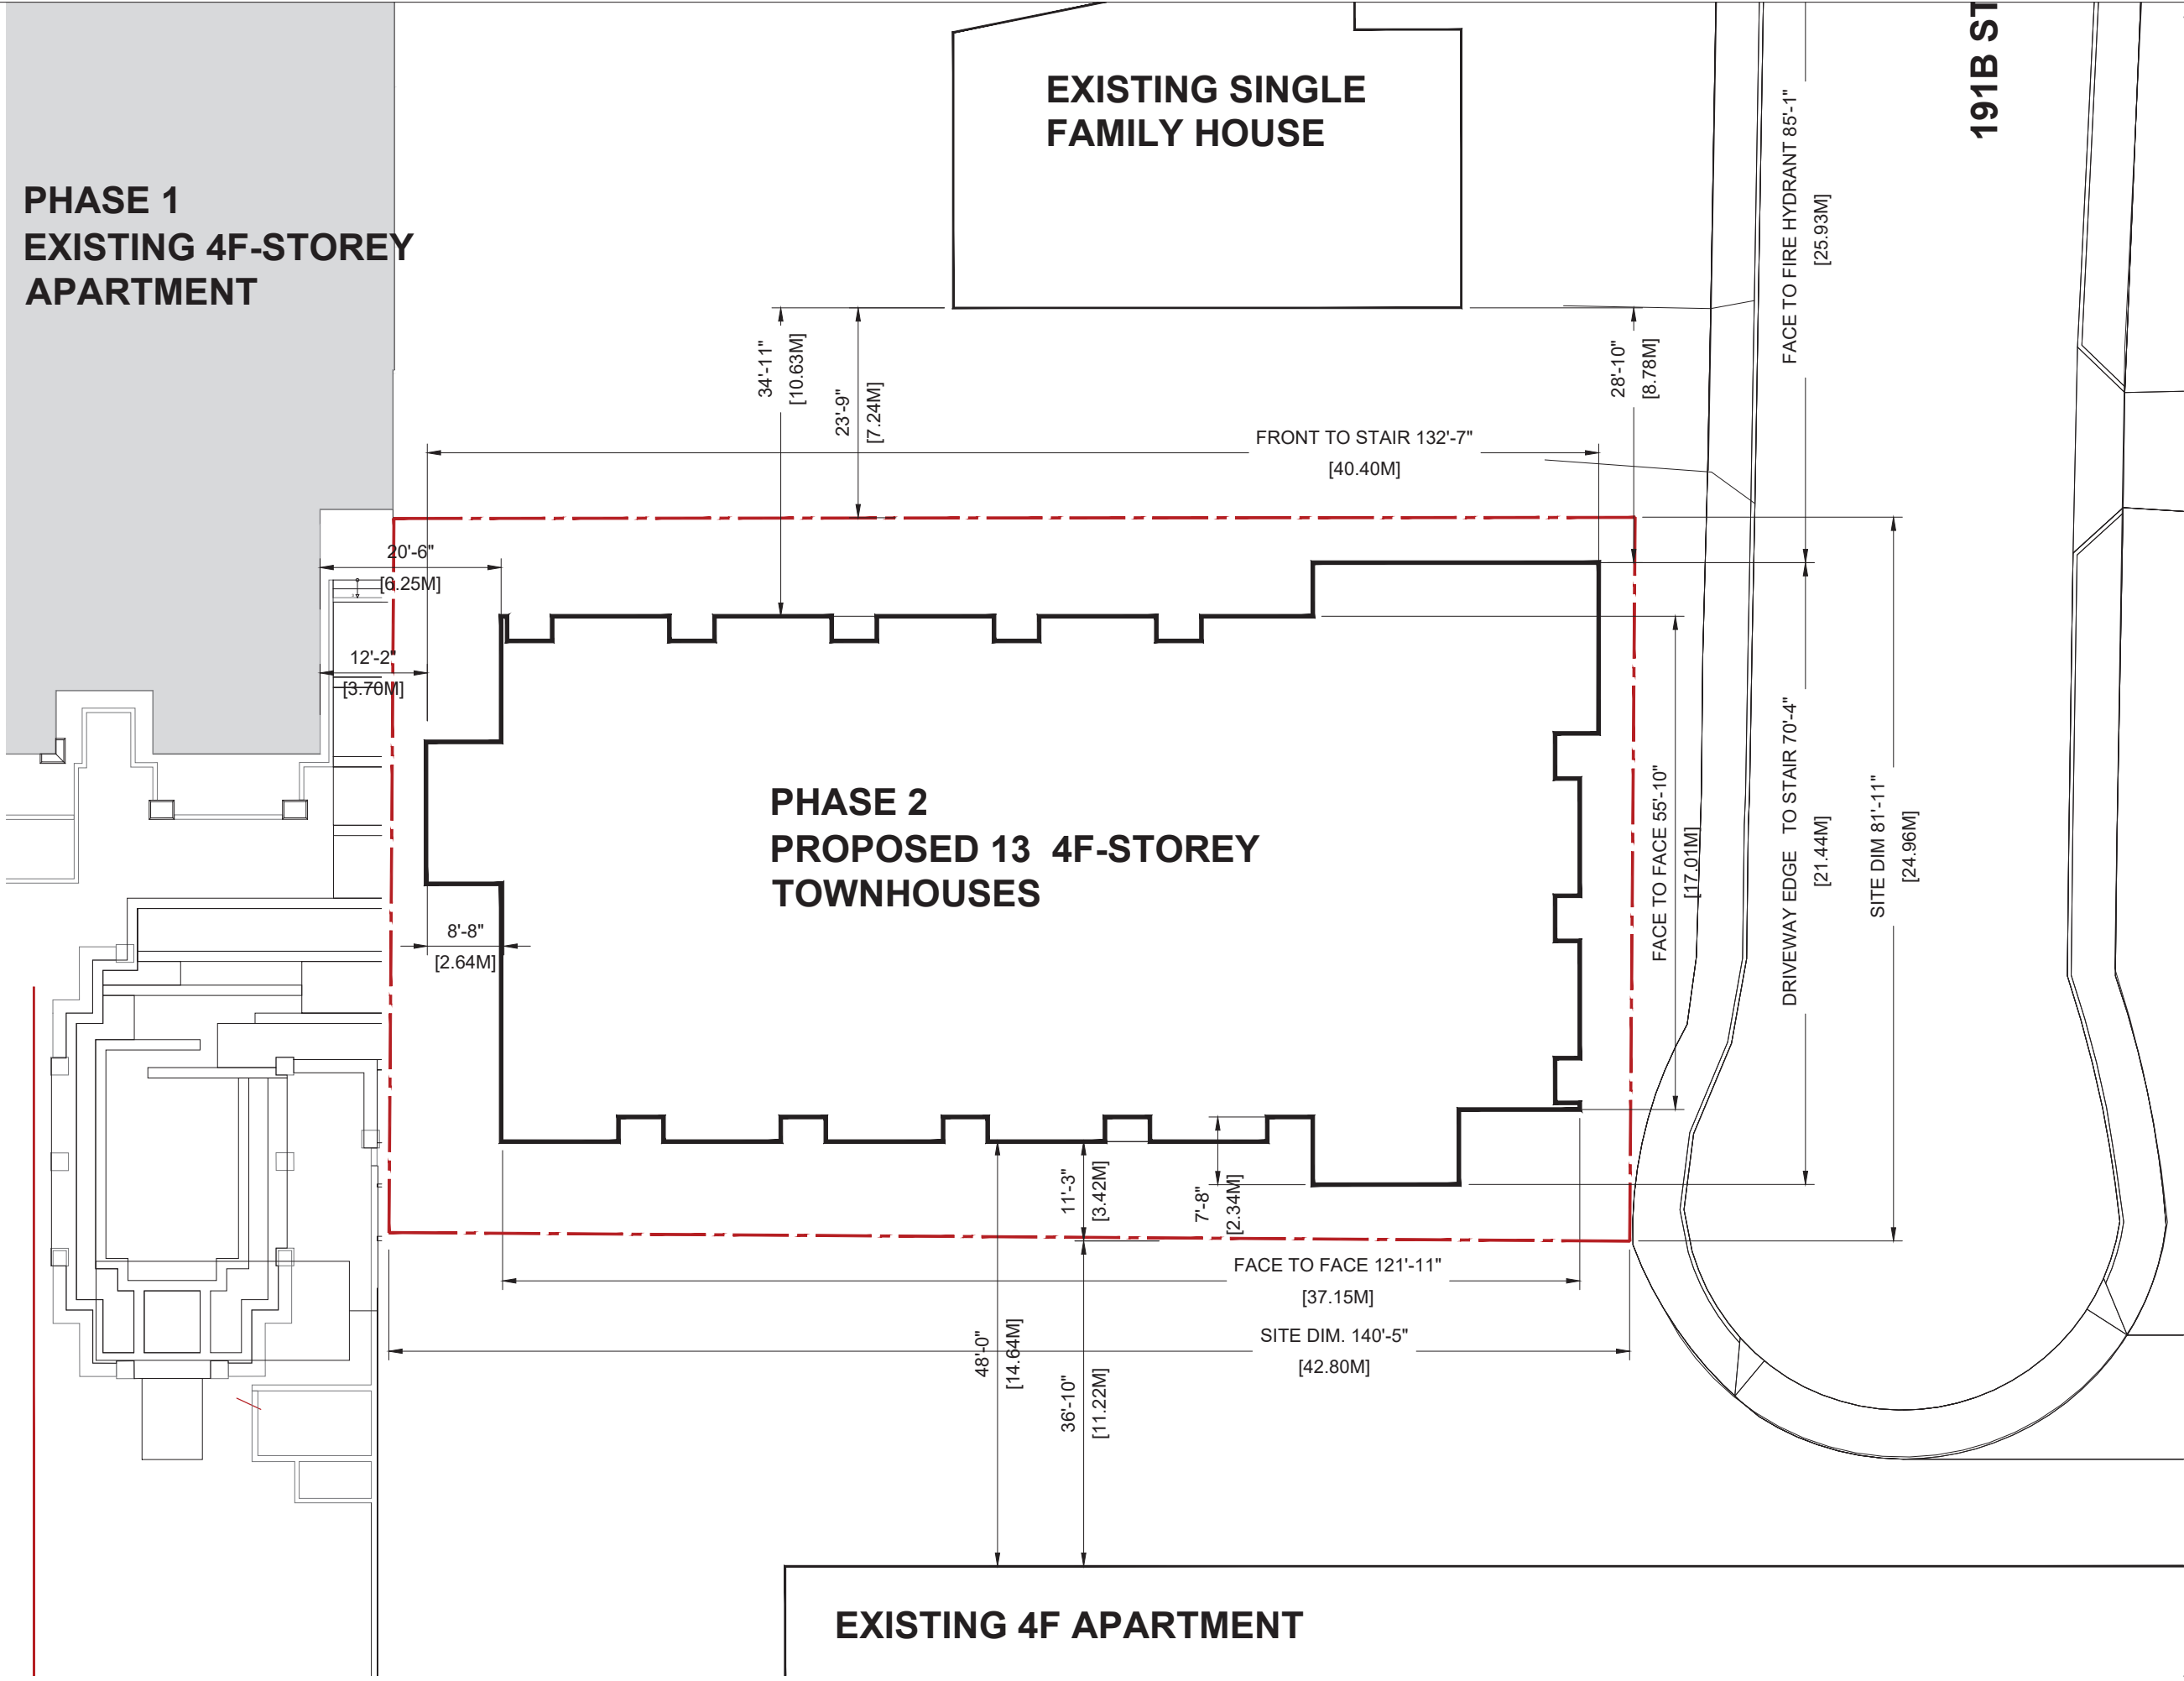 191B ST
EXISTING SINGLE
FAMILY HOUSE
PHASE 1
EXISTING 4F-STOREY
APARTMENT
FACE TO FIRE HYDRANT 85'-1"
[25.93M]
34'-11"
[10.63M]
23'-9"
[7.24M]
28'-10"
[8.78M]
FRONT TO STAIR 132'-7"
[40.40M]
20'-6"
[6.25M]
12'-2"
[3.70M]
PHASE 2
PROPOSED 13 4F-STOREY
TOWNHOUSES
FACE TO FACE 55'-10"
[17.01M]
DRIVEWAY EDGE TO STAIR 70'-4"
[21.44M]
SITE DIM 81'-11"
[24.96M]
8'-8"
[2.64M]
11'-3"
[3.42M]
7'-8"
[2.34M]
FACE TO FACE 121'-11"
[37.15M]
SITE DIM. 140'-5"
[42.80M]
48'-0"
[14.64M]
36'-10"
[11.22M]
EXISTING 4F APARTMENT